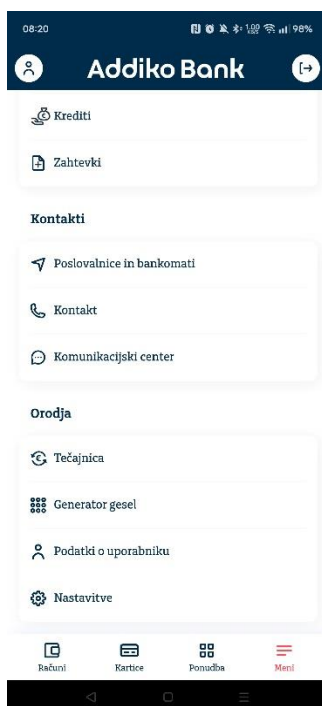 08:20
98%
Addiko Bank
Krediti
Zahtevki
Kontakti
Poslovalnice in bankomati
Kontakt
Komunikacijski center
Orodja
Tečajnica
Generator gesel
Podatki o uporabniku
Nastavitve
Računi Kartice Ponudba Meni